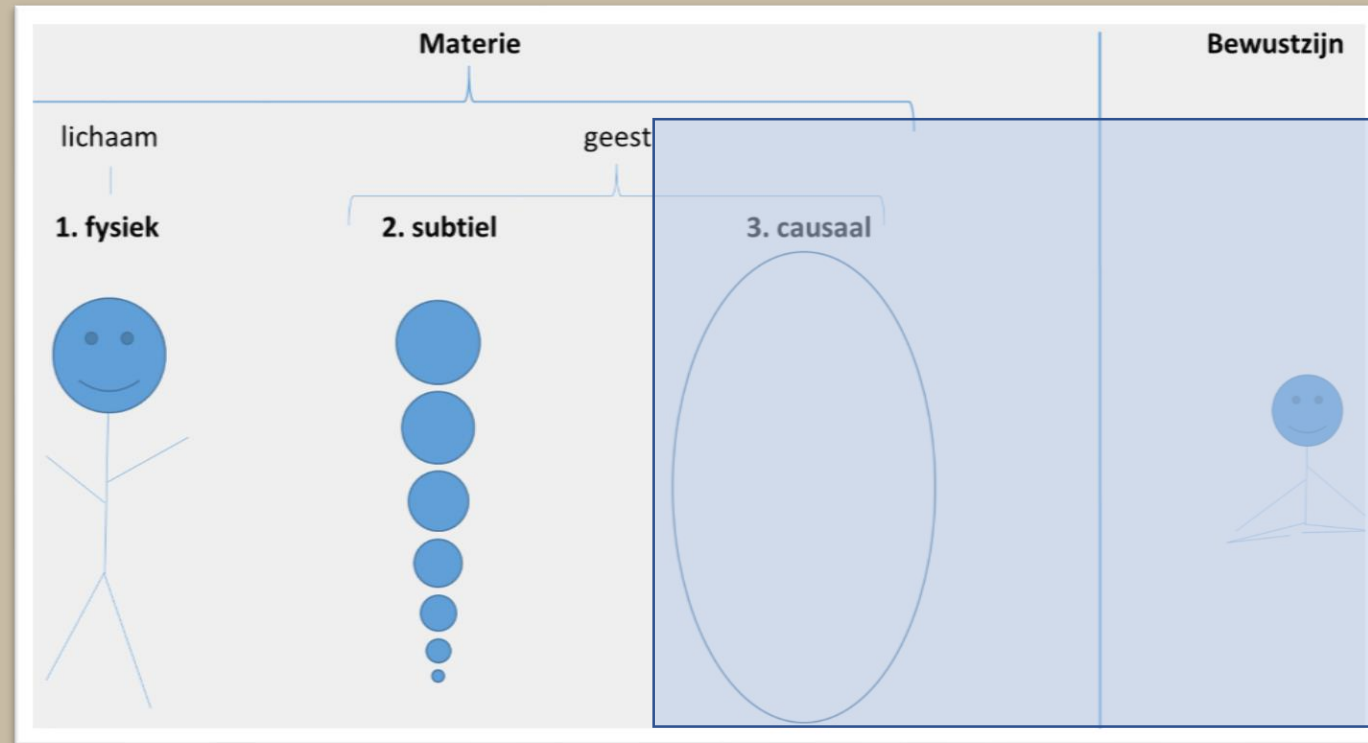 Materie
Bewustzijn
lichaam
geest
1. fysiek
2. subtiel
3. causaal